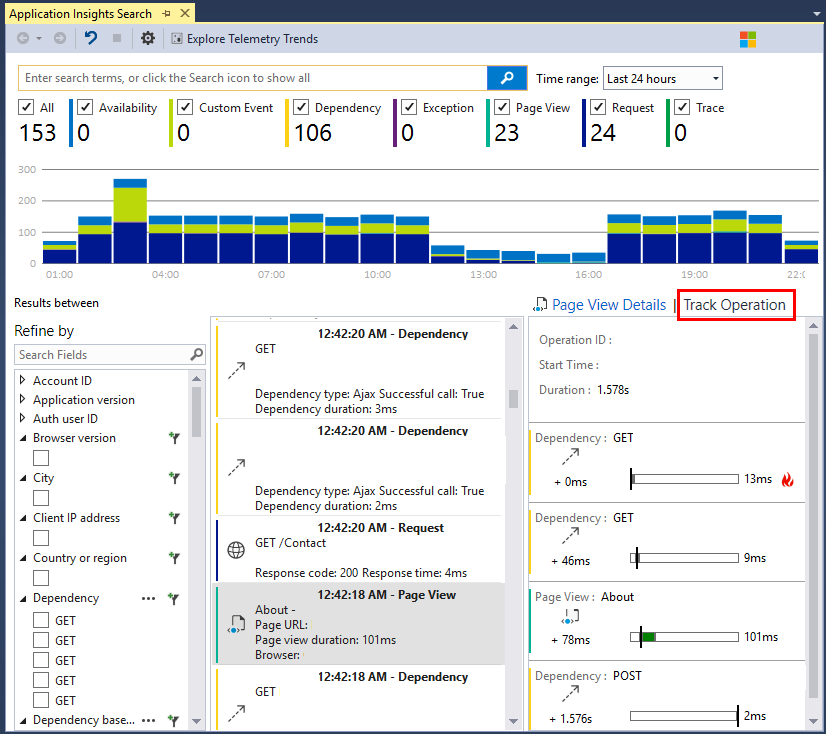 Application Insights Search
Explore Telemetry Trends
Enter search terms, or click the Search icon to show all
Time range: Last 24 hours
All Availability Custom Event Dependency Exception Page View Request Trace
153 0 0 106 0 23 24 0
300
200
100
0
01:00 04:00 07:00 10:00 13:00 16:00 19:00 22:0
Results between
Page View Details | Track Operation
Refine by
Search Fields
Account ID
Application version
Auth user ID
Browser version
City
Client IP address
Country or region
Dependency ...
GET
GET
GET
GET
GET
Dependency base... ...
12:42:20 AM - Dependency
GET
Dependency type: Ajax Successful call: True
Dependency duration: 3ms
12:42:20 AM - Dependency
Dependency type: Ajax Successful call: True
Dependency duration: 2ms
12:42:20 AM - Request
GET /Contact
Response code: 200 Response time: 4ms
12:42:18 AM - Page View
About -
Page URL:
Page view duration: 101ms
Browser:
12:42:18 AM - Dependency
GET
Operation ID :
Start Time :
Duration : 1.578s
Dependency : GET
+ 0ms 13ms
Dependency : GET
+ 46ms 9ms
Page View : About
+ 78ms 101ms
Dependency : POST
+ 1.576s 2ms